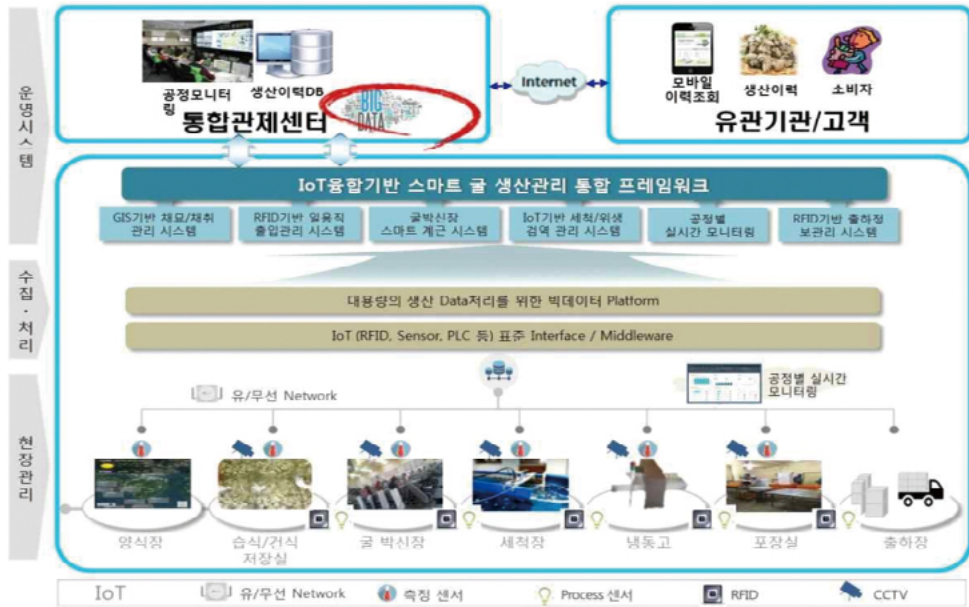 운영시스템
공정모니터
링
생산이력DB
BIG
DATA
통합관제센터
Internet
모바일
이력조회
생산이력
소비자
유관기관/고객
IoT융합기반 스마트 굴 생산관리 통합 프레임워크
GIS기반 채묘/채취
관리 시스템
RFID기반 일용직
출입관리 시스템
굴박신장
스마트 계근 시스템
IoT기반 세척/위생
검역 관리 시스템
공정별
실시간 모니터링
RFID기반 출하정
보관리 시스템
수집·처리
대용량의 생산 Data처리를 위한 빅데이터 Platform
IoT (RFID, Sensor, PLC 등) 표준 Interface / Middleware
현장관리
유/무선 Network
공정별 실시간
모니터링
양식장
습식/건식
저장실
굴 박신장
세척장
냉동고
포장실
출하장
IoT
유/무선 Network
측정 센서
Process 센서
RFID
CCTV